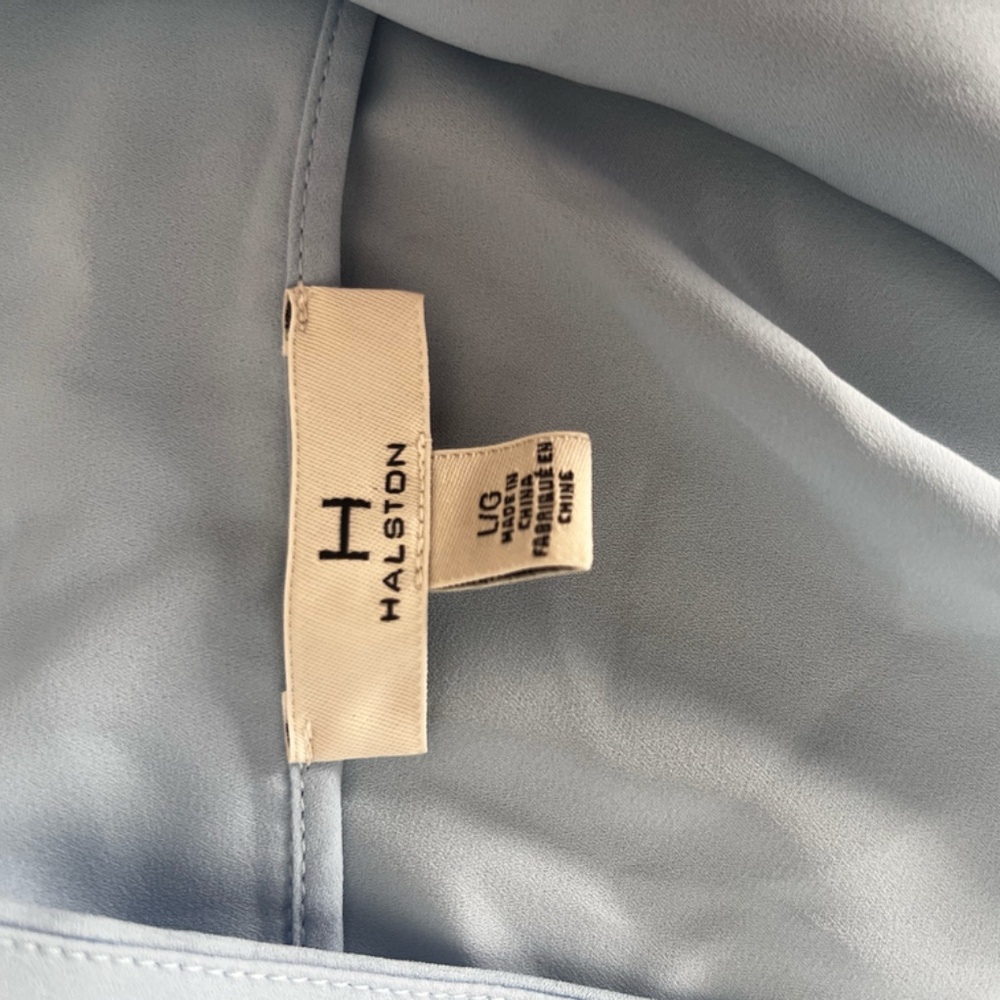 H
HALSTON
L/G
MADE IN
CHINA
FABRIQUÉ EN
CHINE